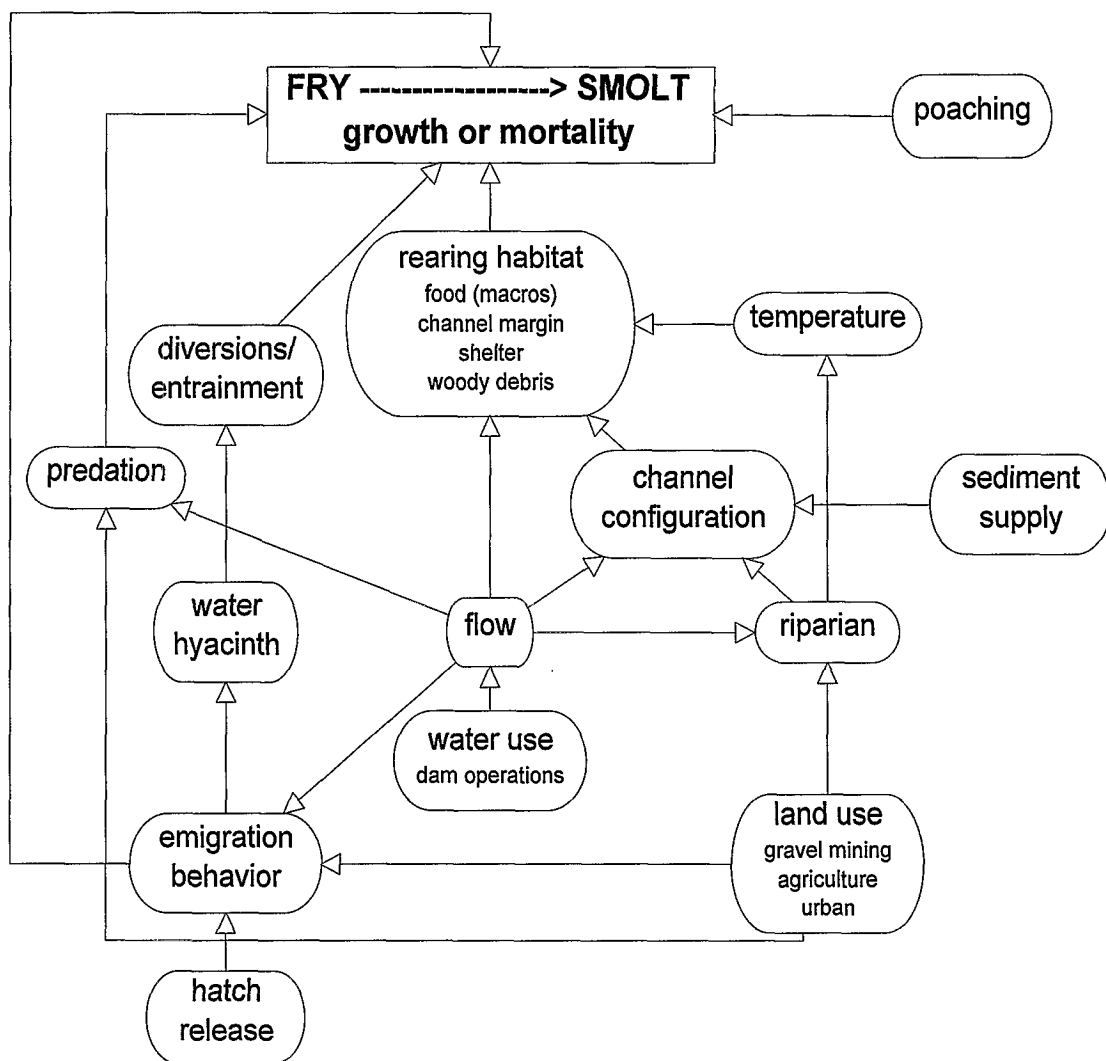 FRY ------------------> SMOLT
growth or mortality
poaching
rearing habitat
food (macros)
channel margin
shelter
woody debris
temperature
diversions/
entrainment
predation
channel
configuration
sediment
supply
water
hyacinth
flow
riparian
water use
dam operations
land use
gravel mining
agriculture
urban
emigration
behavior
hatch
release